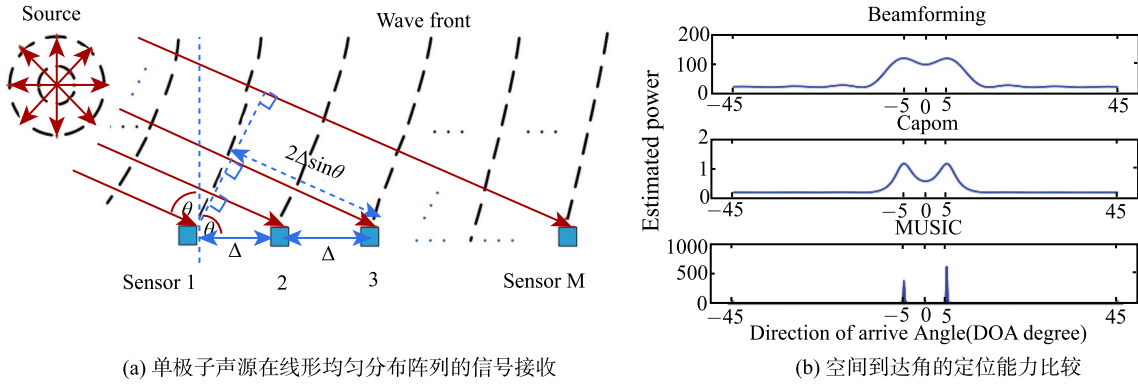 Source
Wave front
2Δsinθ
θ
θ
Δ
Δ
Sensor 1
2
3
Sensor M
(a) 单极子声源在线形均匀分布阵列的信号接收
Beamforming
200
100
0
−45
−5
0
5
45
Capom
2
1
0
−45
−5
0
5
45
MUSIC
1000
500
0
−45
−5
0
5
45
Estimated power
Direction of arrive Angle(DOA degree)
(b) 空间到达角的定位能力比较